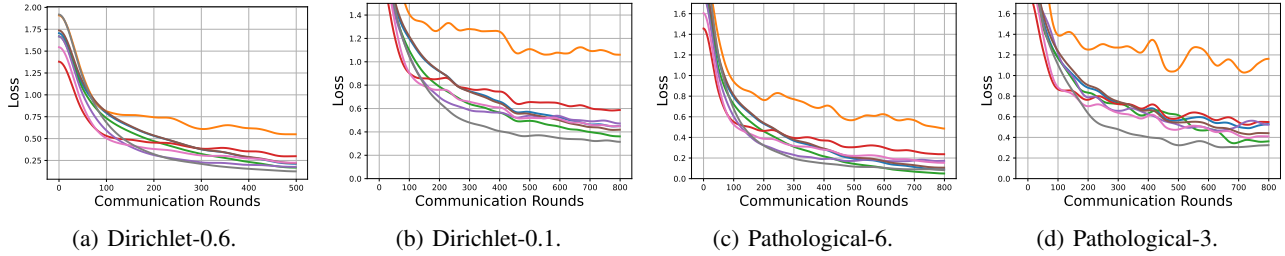 2.00
1.75
1.50
1.25
1.00
0.75
0.50
0.25
Loss
0 100 200 300 400 500
Communication Rounds
(a) Dirichlet-0.6.
1.4
1.2
1.0
0.8
0.6
0.4
0.2
0.0
Loss
0 100 200 300 400 500 600 700 800
Communication Rounds
(b) Dirichlet-0.1.
1.6
1.4
1.2
1.0
0.8
0.6
0.4
0.2
0.0
Loss
0 100 200 300 400 500 600 700 800
Communication Rounds
(c) Pathological-6.
1.6
1.4
1.2
1.0
0.8
0.6
0.4
0.2
0.0
Loss
0 100 200 300 400 500 600 700 800
Communication Rounds
(d) Pathological-3.